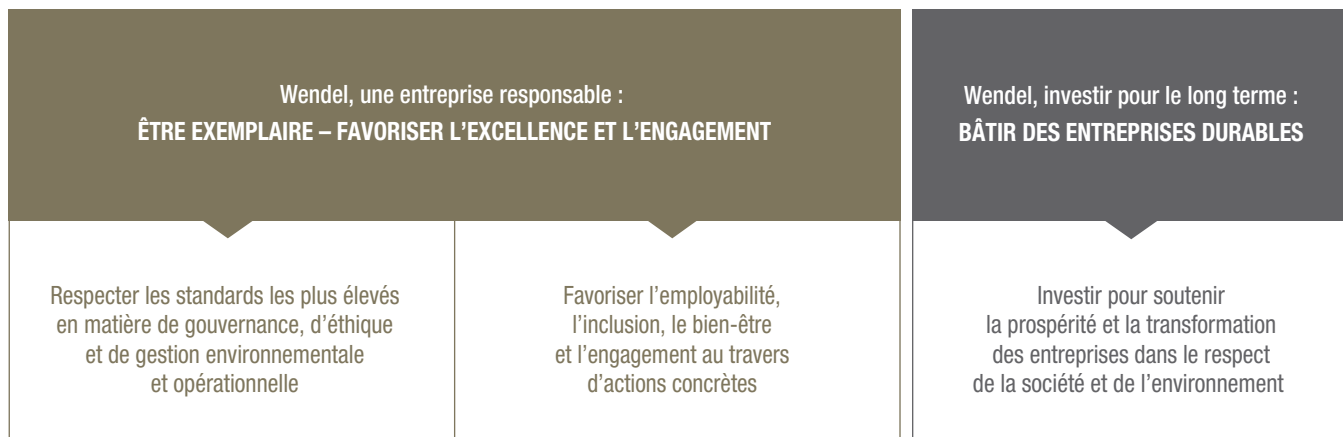 Wendel, une entreprise responsable :
ÊTRE EXEMPLAIRE – FAVORISER L’EXCELLENCE ET L’ENGAGEMENT
Respecter les standards les plus élevés
en matière de gouvernance, d’éthique
et de gestion environnementale
et opérationnelle
Favoriser l’employabilité,
l’inclusion, le bien-être
et l’engagement au travers
d’actions concrètes
Wendel, investir pour le long terme :
BÂTIR DES ENTREPRISES DURABLES
Investir pour soutenir
la prospérité et la transformation
des entreprises dans le respect
de la société et de l’environnement